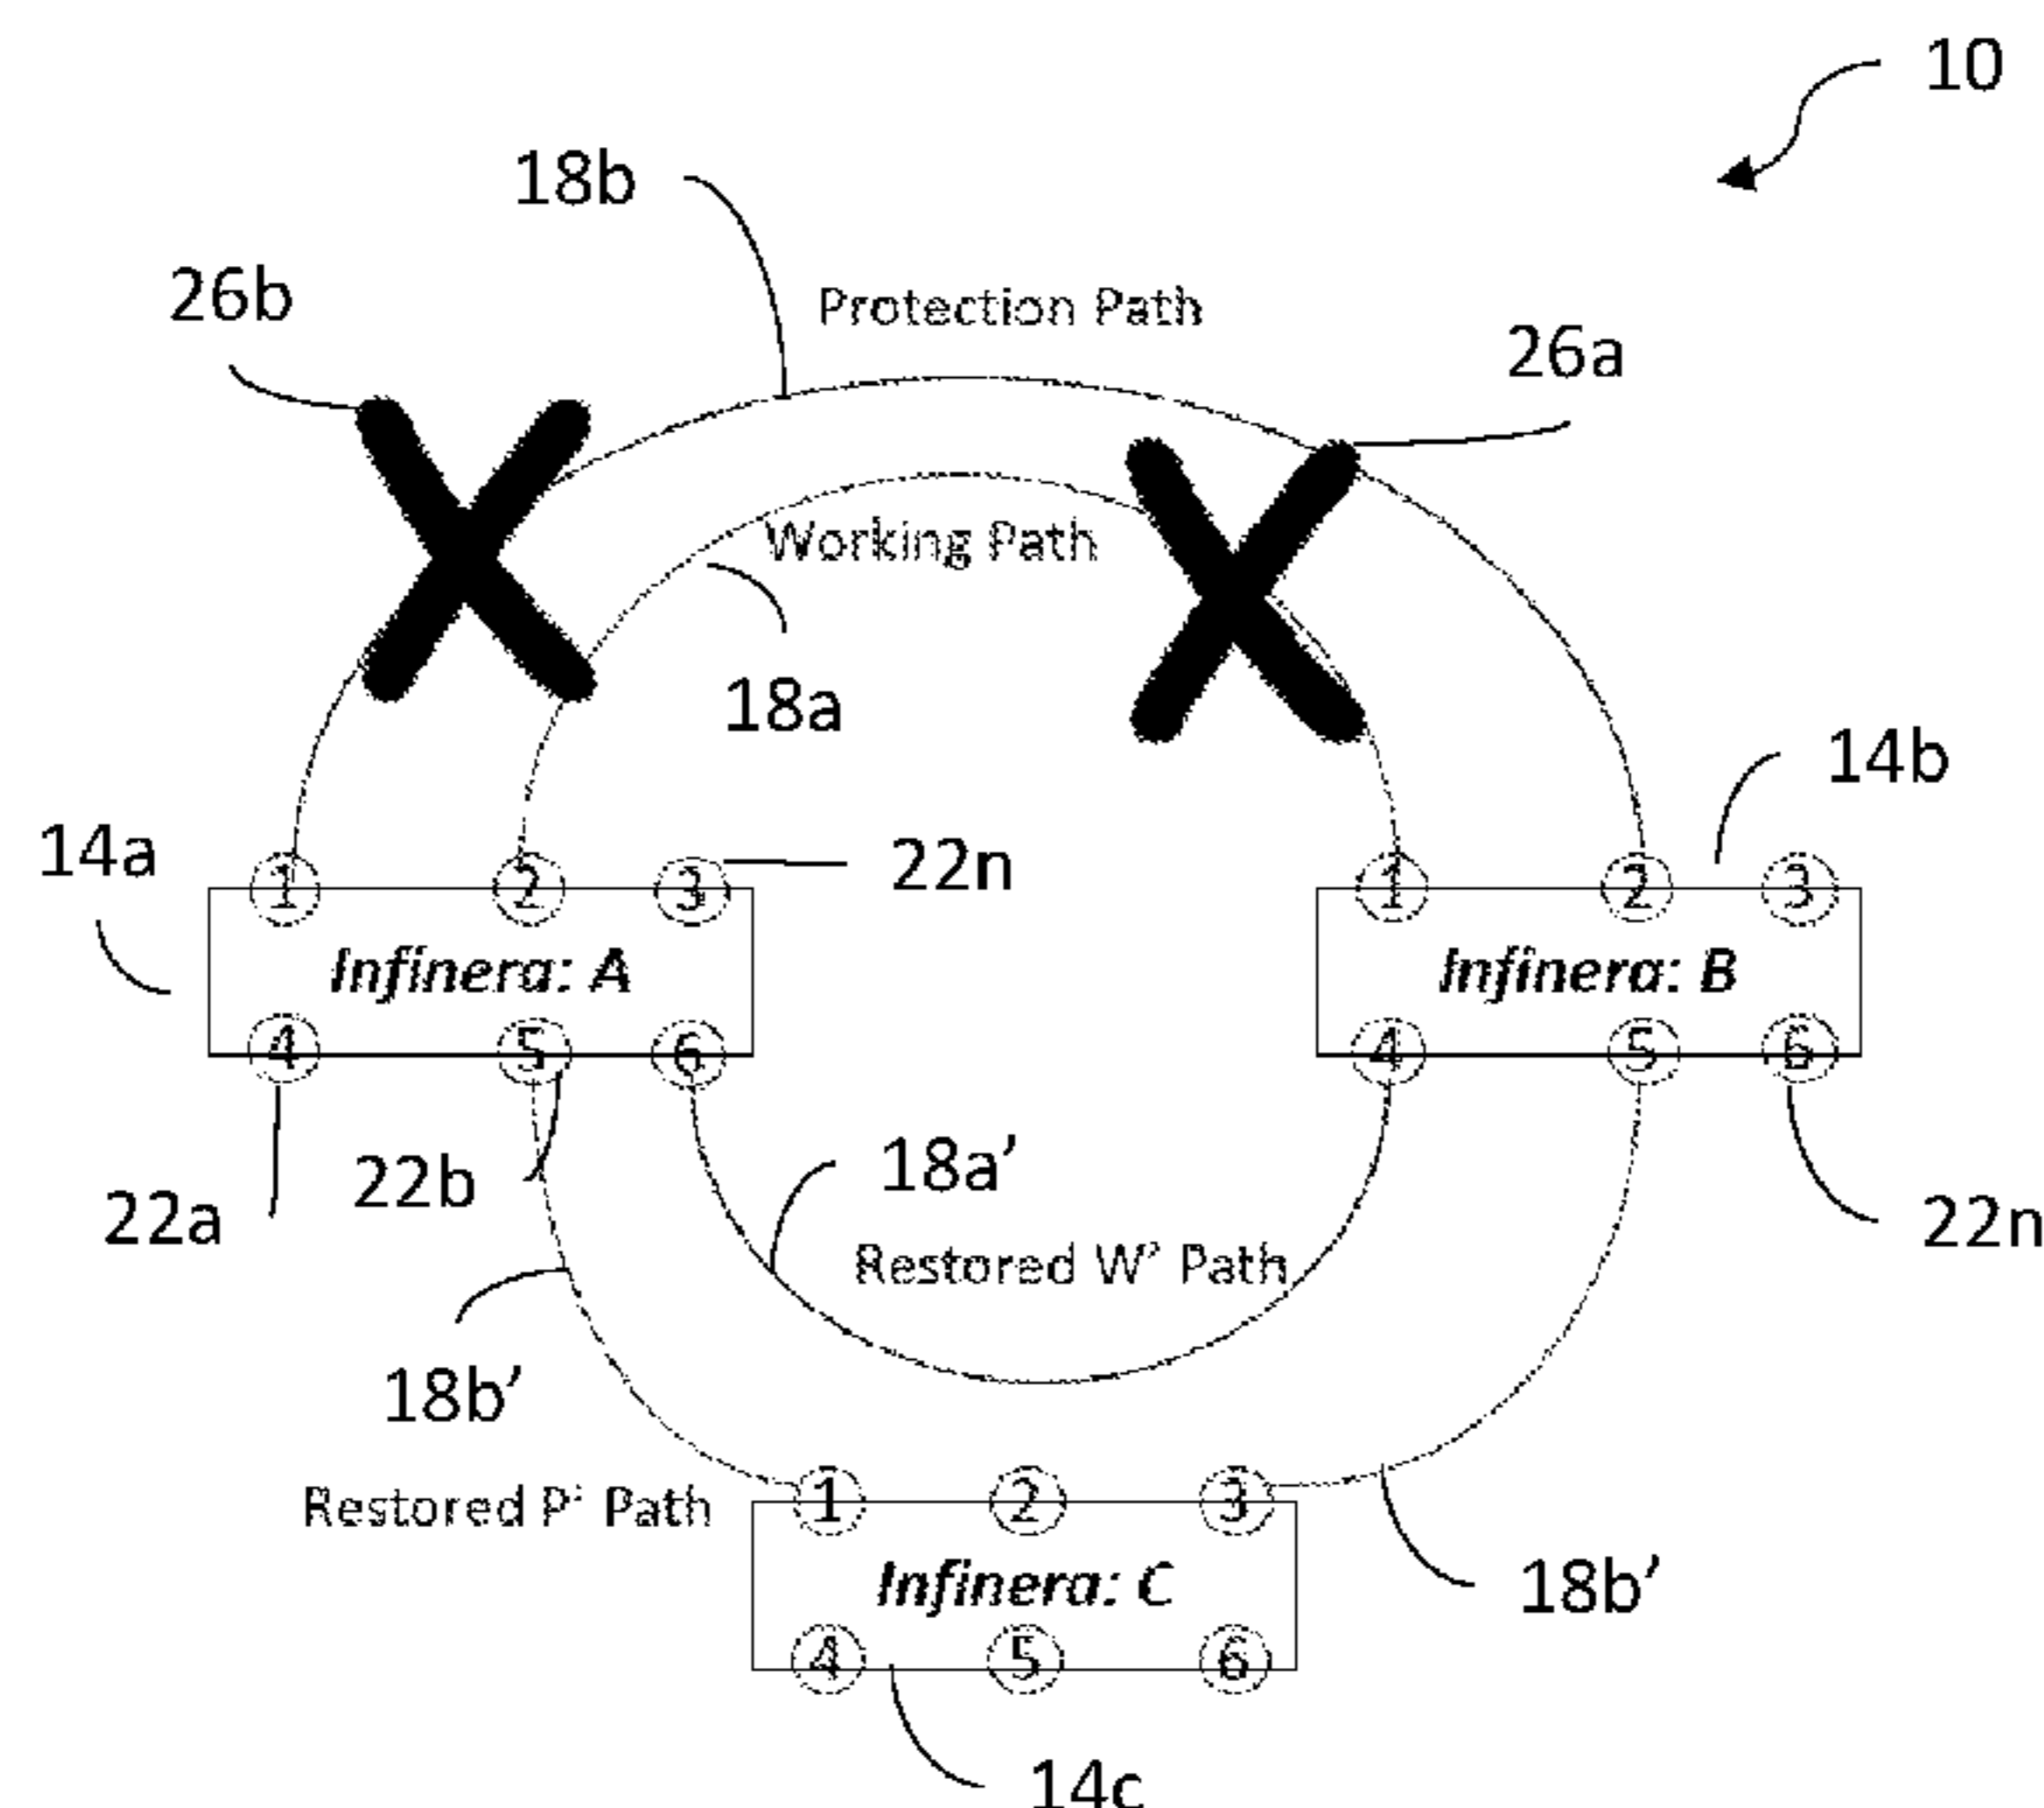 10
18b
26b
Protection Path
26a
Working Path
18a
14b
14a
22n
1 2 3
1 2 3
Infinera: A
Infinera: B
4 5 6
4 5 6
18a’
22b
22a
22n
Restored W’ Path
18b’
Restored P’ Path
1 2 3
Infinera: C
18b’
4 5 6
14c